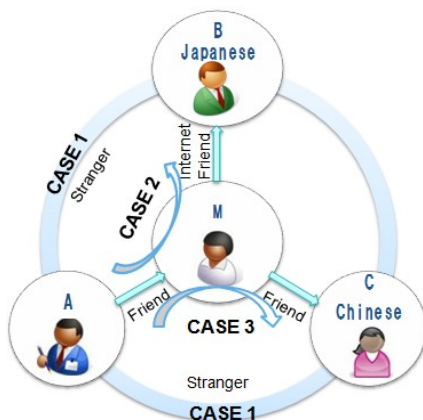 B
Japanese
CASE 1
Stranger
CASE 2
Internet
Friend
M
A
Friend
Friend
C
Chinese
CASE 3
Stranger
CASE 1